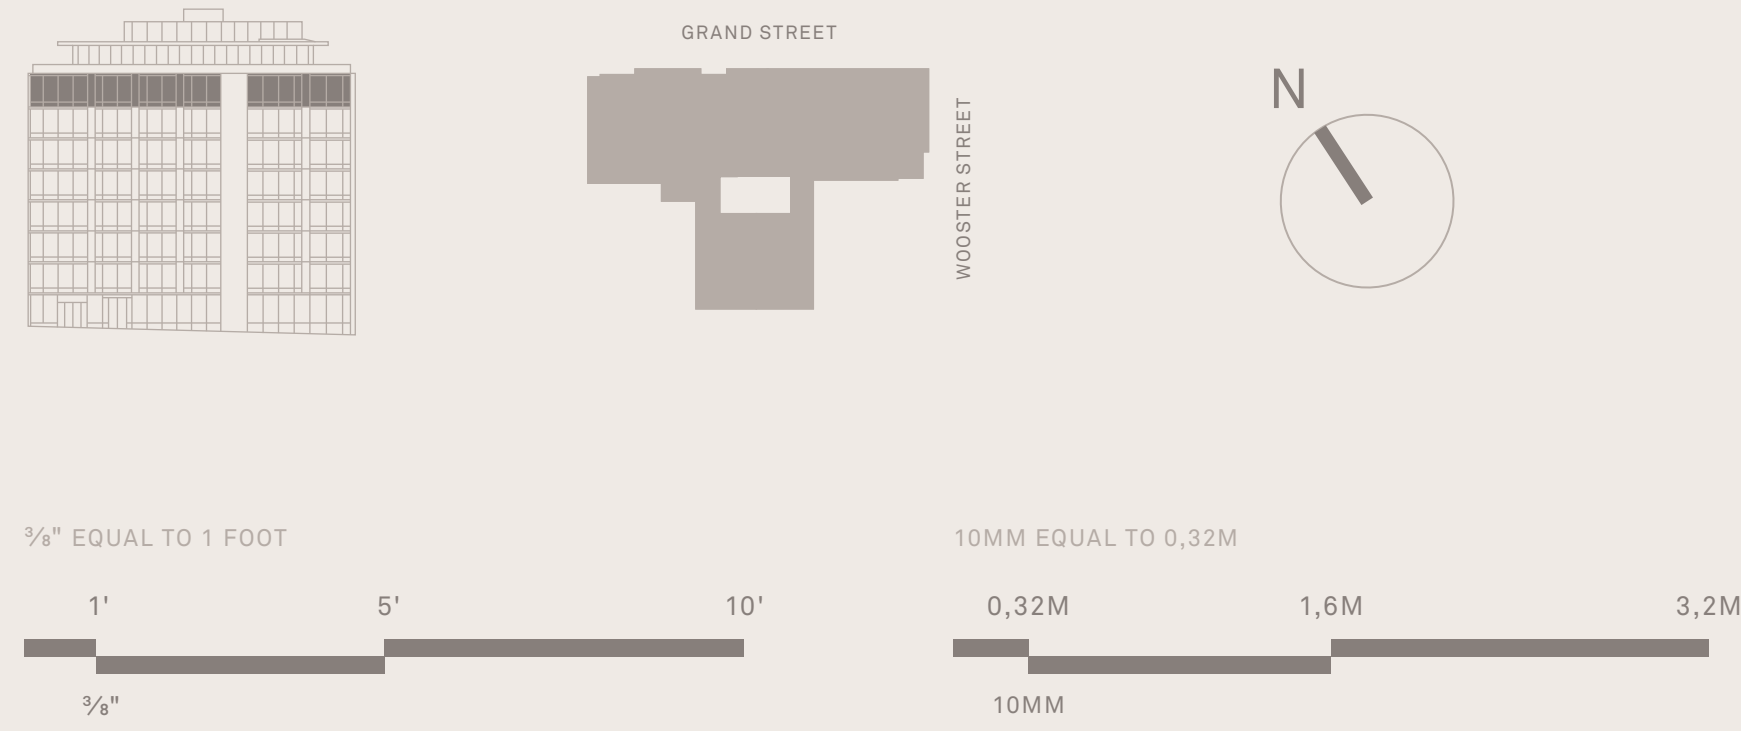 GRAND STREET
WOOSTER STREET
N
⅜" EQUAL TO 1 FOOT
10MM EQUAL TO 0,32M
1' 5' 10'
0,32M 1,6M 3,2M
⅜"
10MM